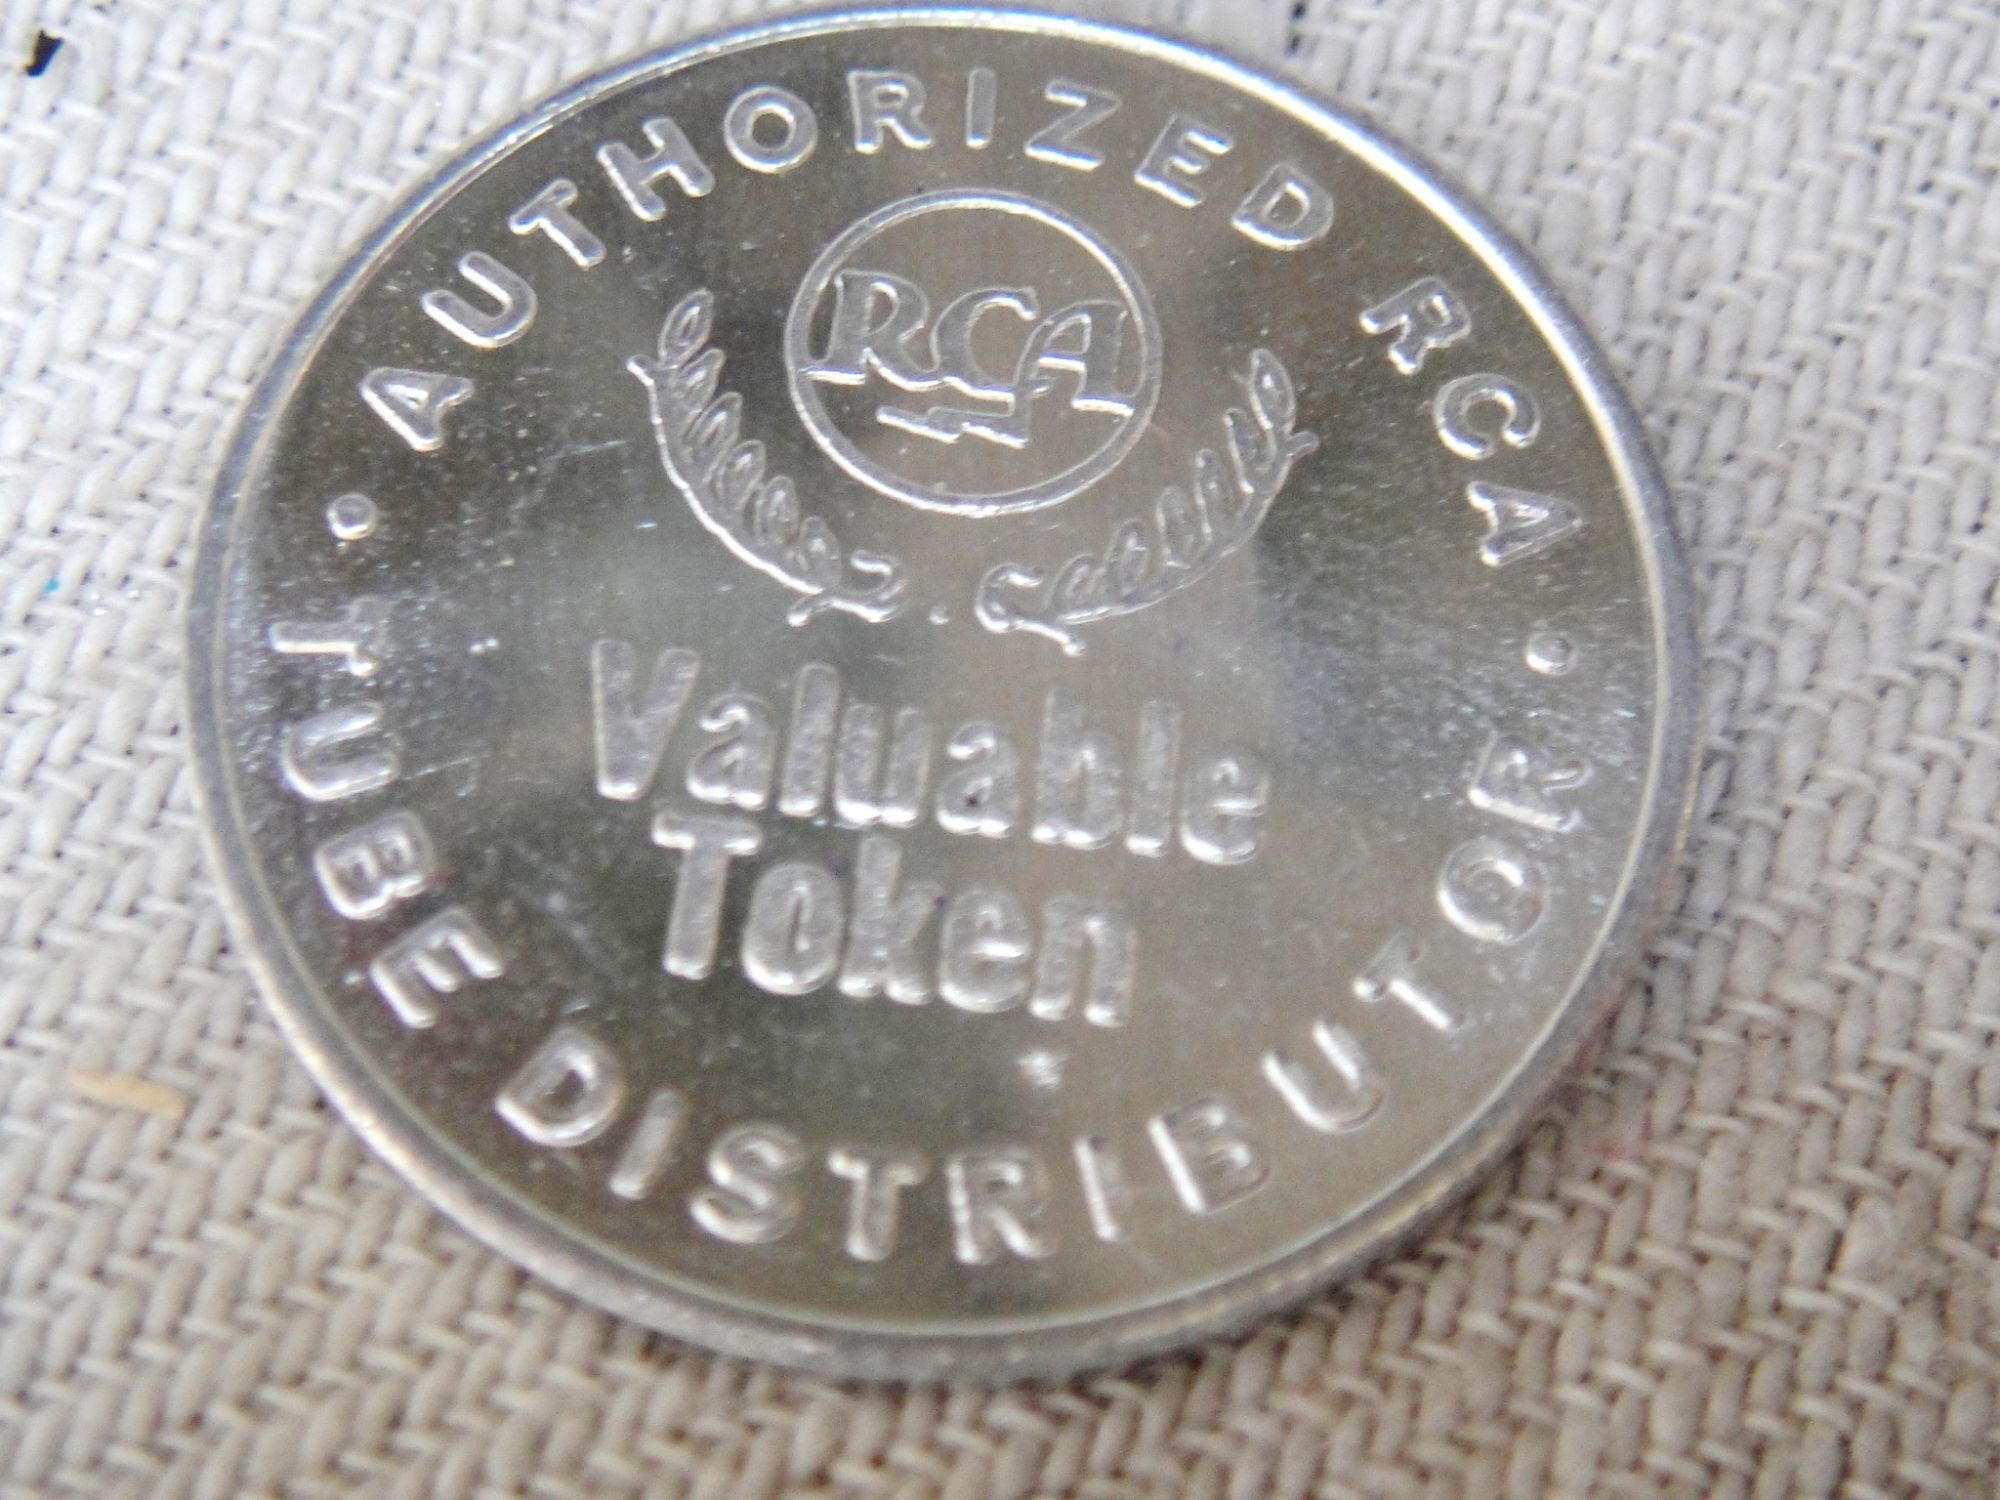 • AUTHORIZED RCA •
RCA
Valuable
Token
TUBE DISTRIBUTOR